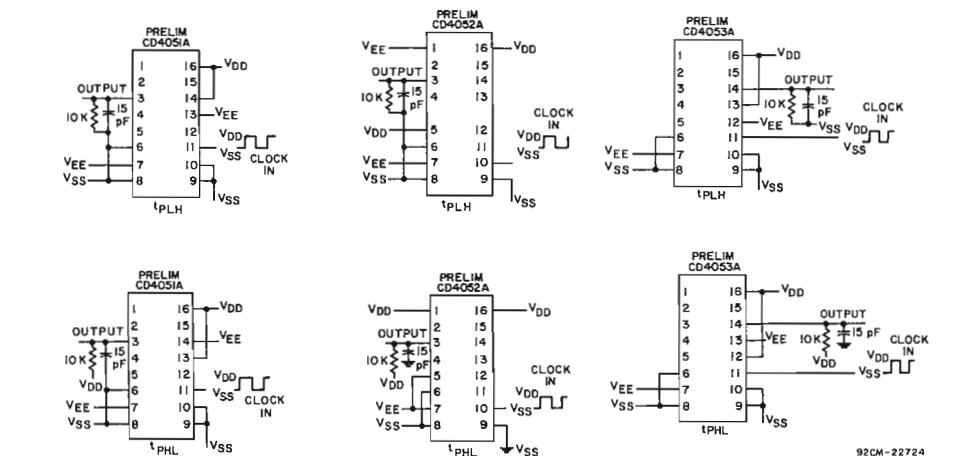 PRELIM
CD4051A
1 16 VDD
2 15
OUTPUT 3 14
10K 15 pF 4 13 VEE
5 12 VDD
6 11 VSS CLOCK IN
VEE 7 10
VSS 8 9 VSS
tPLH
PRELIM
CD4052A
VEE 1 16 VDD
2 15
OUTPUT 3 14
10K 15 pF 4 13
CLOCK IN
VDD 5 12 VDD
6 11 VSS
VEE 7 10
VSS 8 9 VSS
tPLH
PRELIM
CD4053A
1 16 VDD
2 15
3 14 OUTPUT
4 13 10K 15 pF
5 12 VEE VSS VDD CLOCK IN
6 11 VSS
VEE 7 10
VSS 8 9 VSS
tPLH
PRELIM
CD4051A
1 16 VDD
2 15
OUTPUT 3 14 VEE
10K 15 pF 4 13
VDD 5 12 VDD
6 11 VSS CLOCK IN
VEE 7 10
VSS 8 9 VSS
tPHL
PRELIM
CD4052A
VDD 1 16 VDD
2 15
OUTPUT 3 14
10K 15 pF 4 13
VDD 5 12 CLOCK IN
6 11 VDD
VEE 7 10 VSS
VSS 8 9 VSS
tPHL
PRELIM
CD4053A
1 16 VDD
2 15
3 14 OUTPUT
4 13 VEE 10K 15 pF
5 12 VDD VDD CLOCK IN
6 11 VSS
VEE 7 10
VSS 8 9 VSS
tPHL
92CM-22724